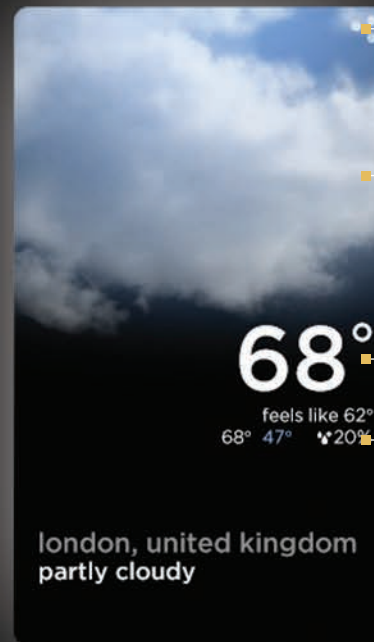 68°
feels like 62°
68° 47° 20%
london, united kingdom
partly cloudy